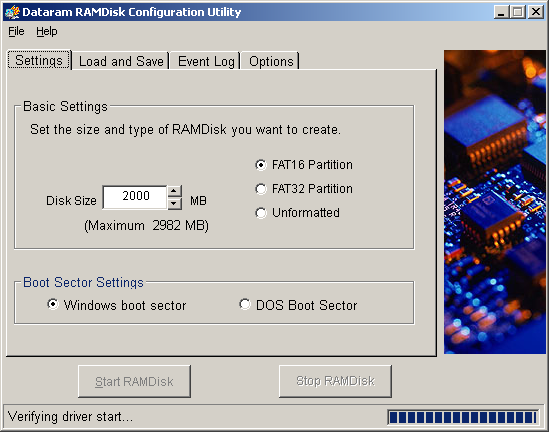 Dataram RAMDisk Configuration Utility
File Help
Settings Load and Save Event Log Options
Basic Settings
Set the size and type of RAMDisk you want to create.
FAT16 Partition
Disk Size 2000 MB
FAT32 Partition
(Maximum 2982 MB)
Unformatted
Boot Sector Settings
Windows boot sector DOS Boot Sector
Start RAMDisk Stop RAMDisk
Verifying driver start...